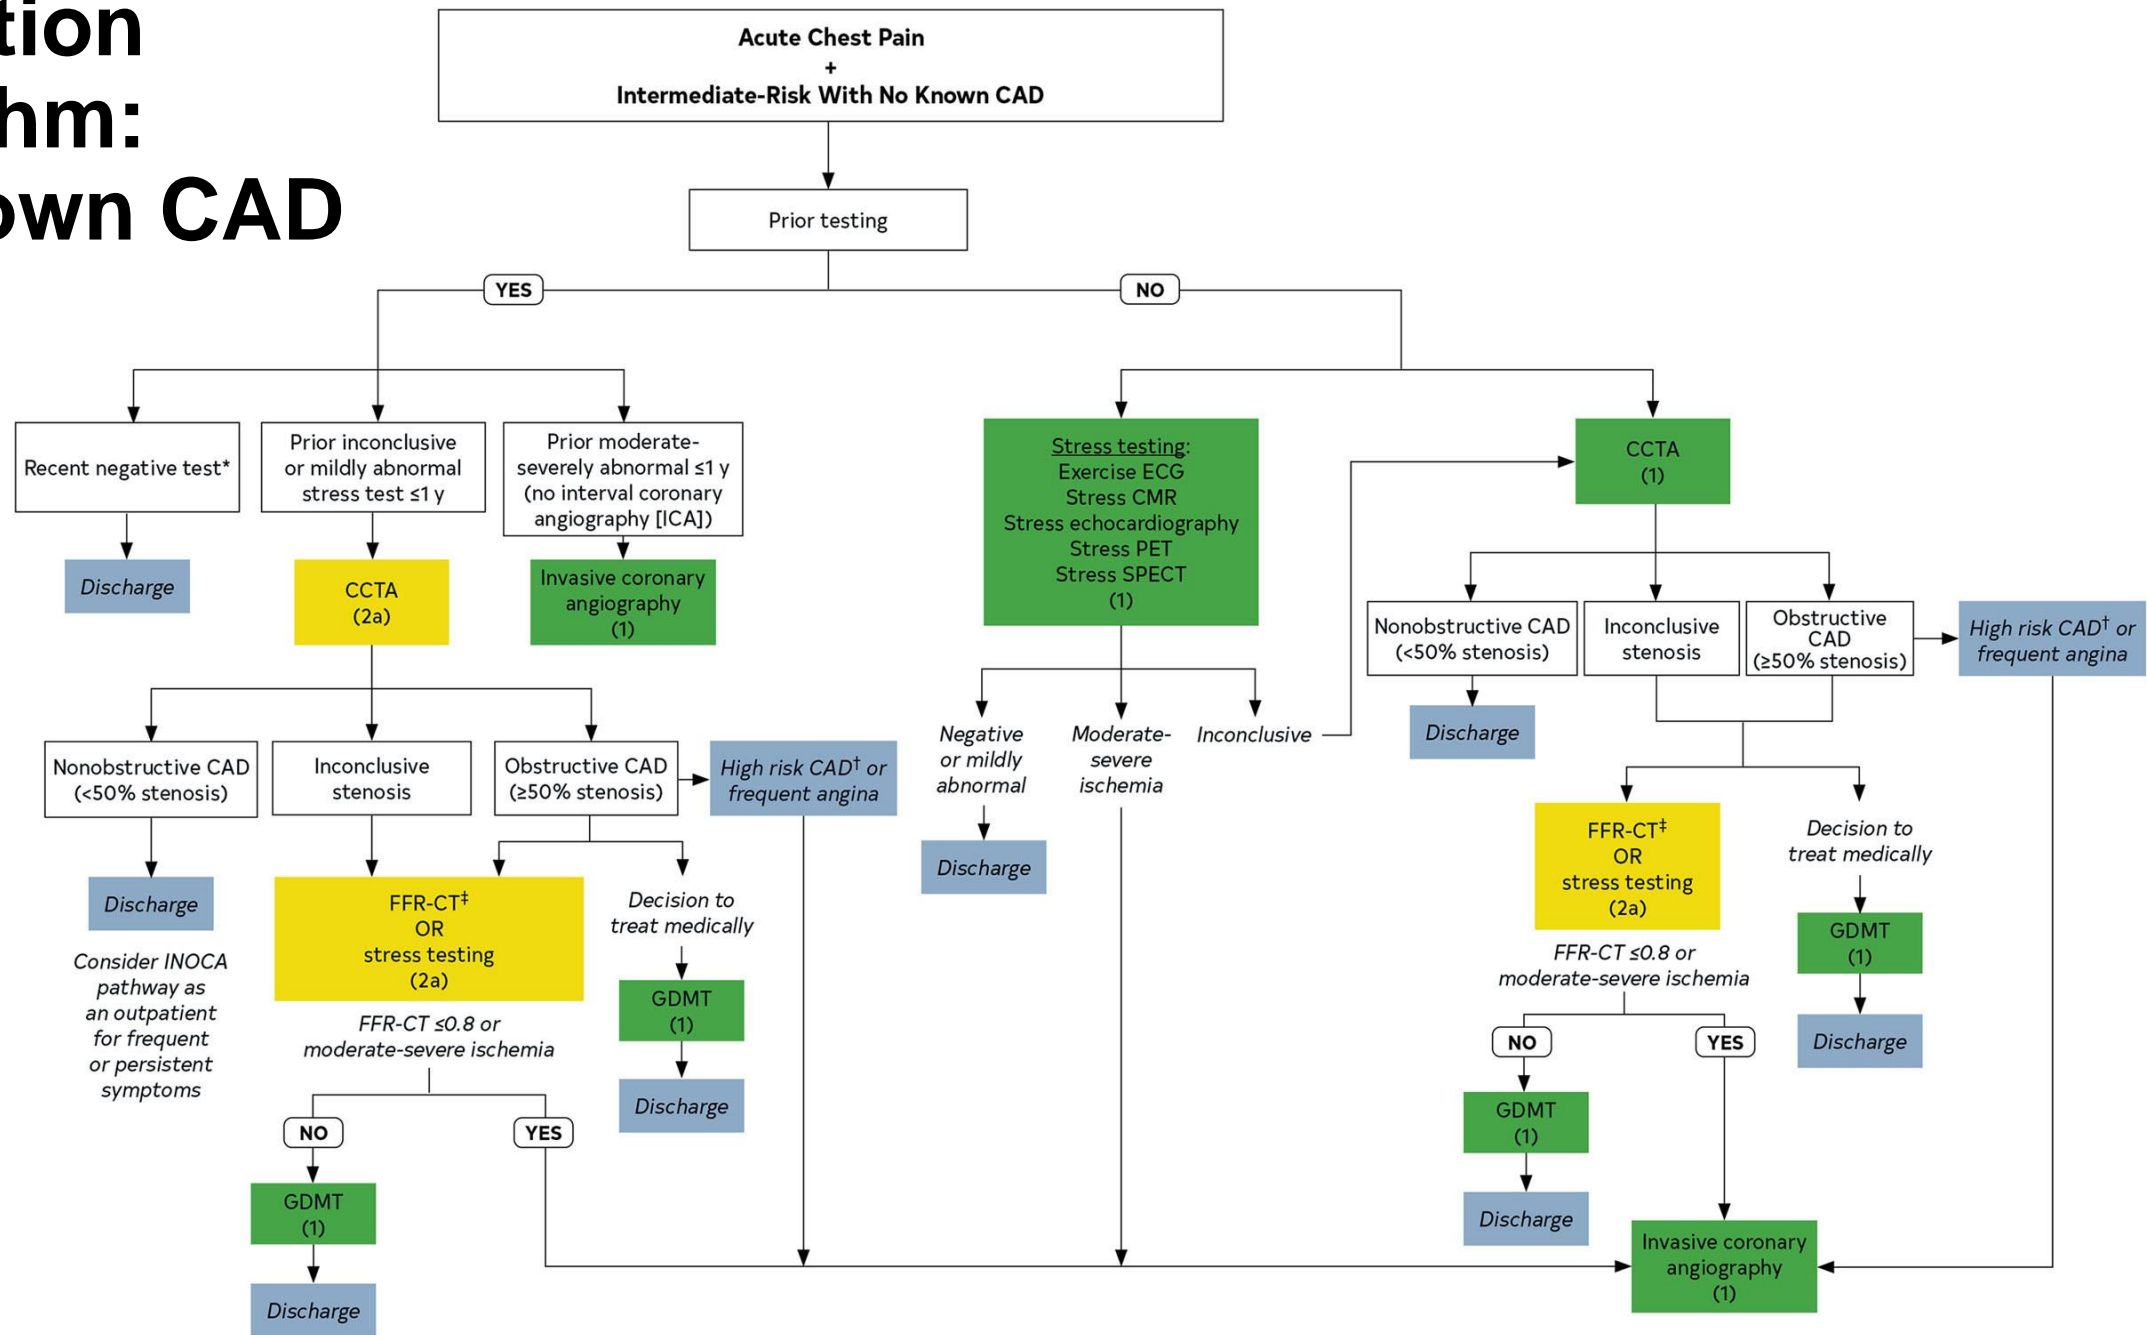 tion
hm:
own CAD
Acute Chest Pain
+
Intermediate-Risk With No Known CAD
Prior testing
YES
NO
Recent negative test*
Discharge
Prior inconclusive
or mildly abnormal
stress test ≤1 y
CCTA
(2a)
Prior moderate-
severely abnormal ≤1 y
(no interval coronary
angiography [ICA])
Invasive coronary
angiography
(1)
Nonobstructive CAD
(<50% stenosis)
Discharge
Consider INOCA
pathway as
an outpatient
for frequent
or persistent
symptoms
Inconclusive
stenosis
Obstructive CAD
(≥50% stenosis)
High risk CAD† or
frequent angina
FFR-CT‡
OR
stress testing
(2a)
FFR-CT ≤0.8 or
moderate-severe ischemia
NO
YES
GDMT
(1)
Discharge
Decision to
treat medically
GDMT
(1)
Discharge
Stress testing:
Exercise ECG
Stress CMR
Stress echocardiography
Stress PET
Stress SPECT
(1)
Negative
or mildly
abnormal
Discharge
Moderate-
severe
ischemia
Inconclusive
CCTA
(1)
Nonobstructive CAD
(<50% stenosis)
Discharge
Inconclusive
stenosis
Obstructive
CAD
(≥50% stenosis)
High risk CAD† or
frequent angina
FFR-CT‡
OR
stress testing
(2a)
FFR-CT ≤0.8 or
moderate-severe ischemia
NO
YES
GDMT
(1)
Discharge
Decision to
treat medically
GDMT
(1)
Discharge
Invasive coronary
angiography
(1)